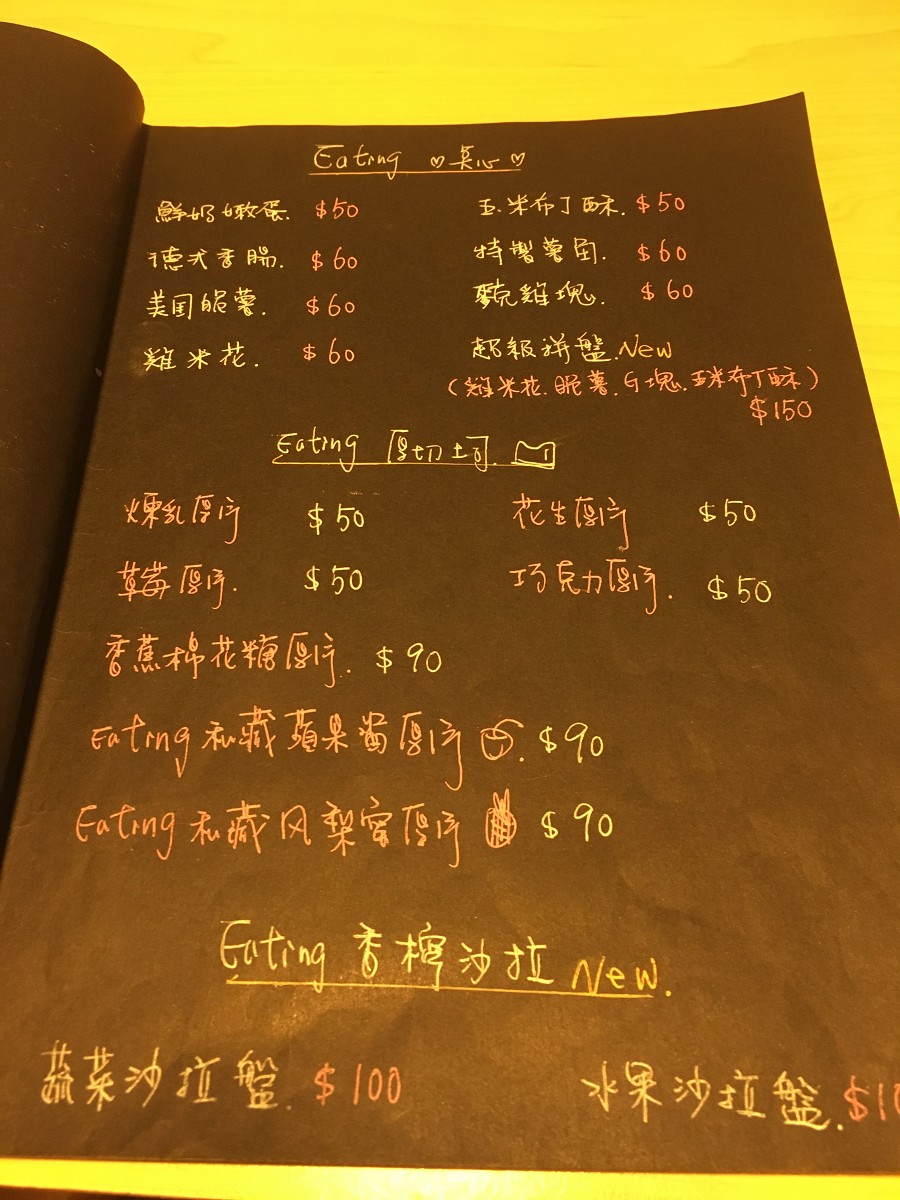 Eating ♡点心♡
鮮奶嫩蛋. $50 玉米布丁酥. $50
德式香腸. $60 特製薯角. $60
美国脆薯. $60 麥克雞塊. $60
雞米花. $60 超級拼盤. New
(雞米花.脆薯.G塊.玉米布丁酥)
$150
Eating 厚切土司.
煉乳厚片 $50 花生厚片 $50
草莓厚片. $50 巧克力厚片. $50
香蕉棉花糖厚片. $90
Eating 私藏蘋果醬厚片. $90
Eating 私藏风梨蜜厚片 $90
Eating 香檸沙拉 New.
蔬菜沙拉盤. $100 水果沙拉盤. $10